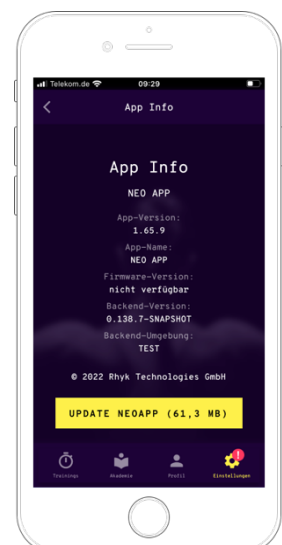 Telekom.de 09:29
App Info
App Info
NEO APP
App-Version:
1.65.9
App-Name:
NEO APP
Firmware-Version:
nicht verfügbar
Backend-Version:
0.138.7-SNAPSHOT
Backend-Umgebung:
TEST
© 2022 Rhyk Technologies GmbH
UPDATE NEOAPP (61,3 MB)
Trainings Akademie Profil Einstellungen